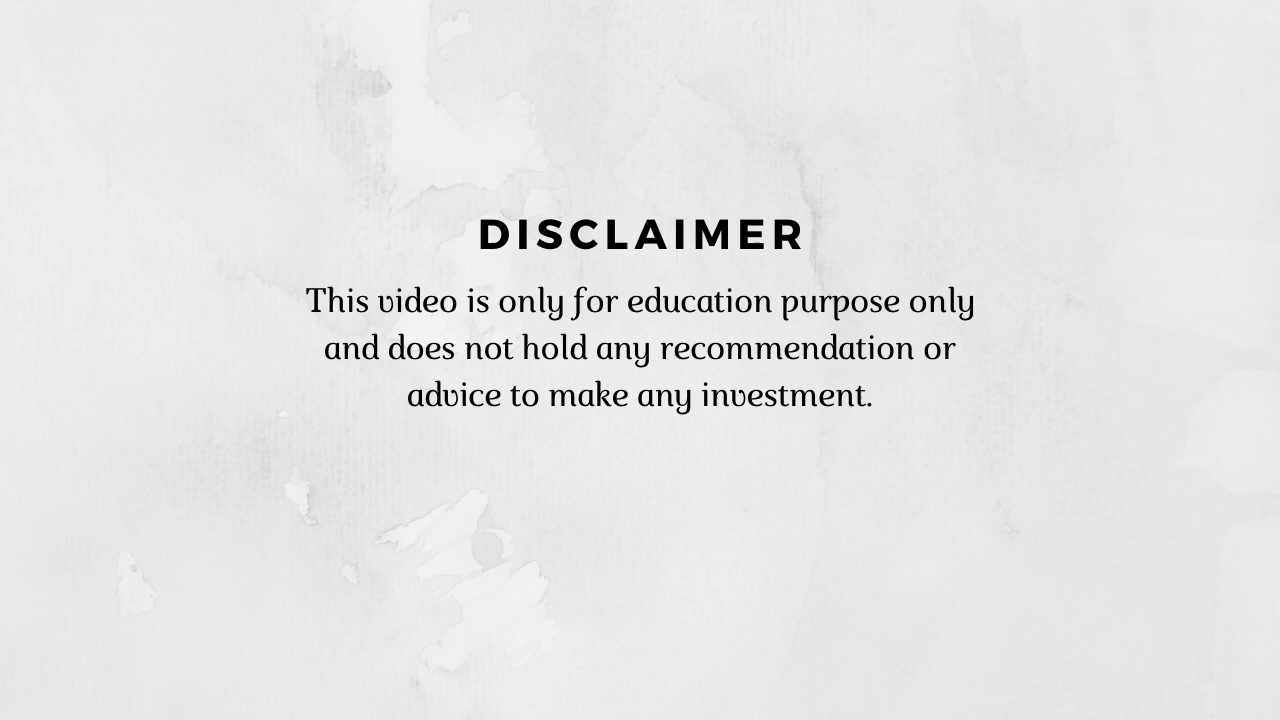 DISCLAIMER
This video is only for education purpose only
and does not hold any recommendation or
advice to make any investment.